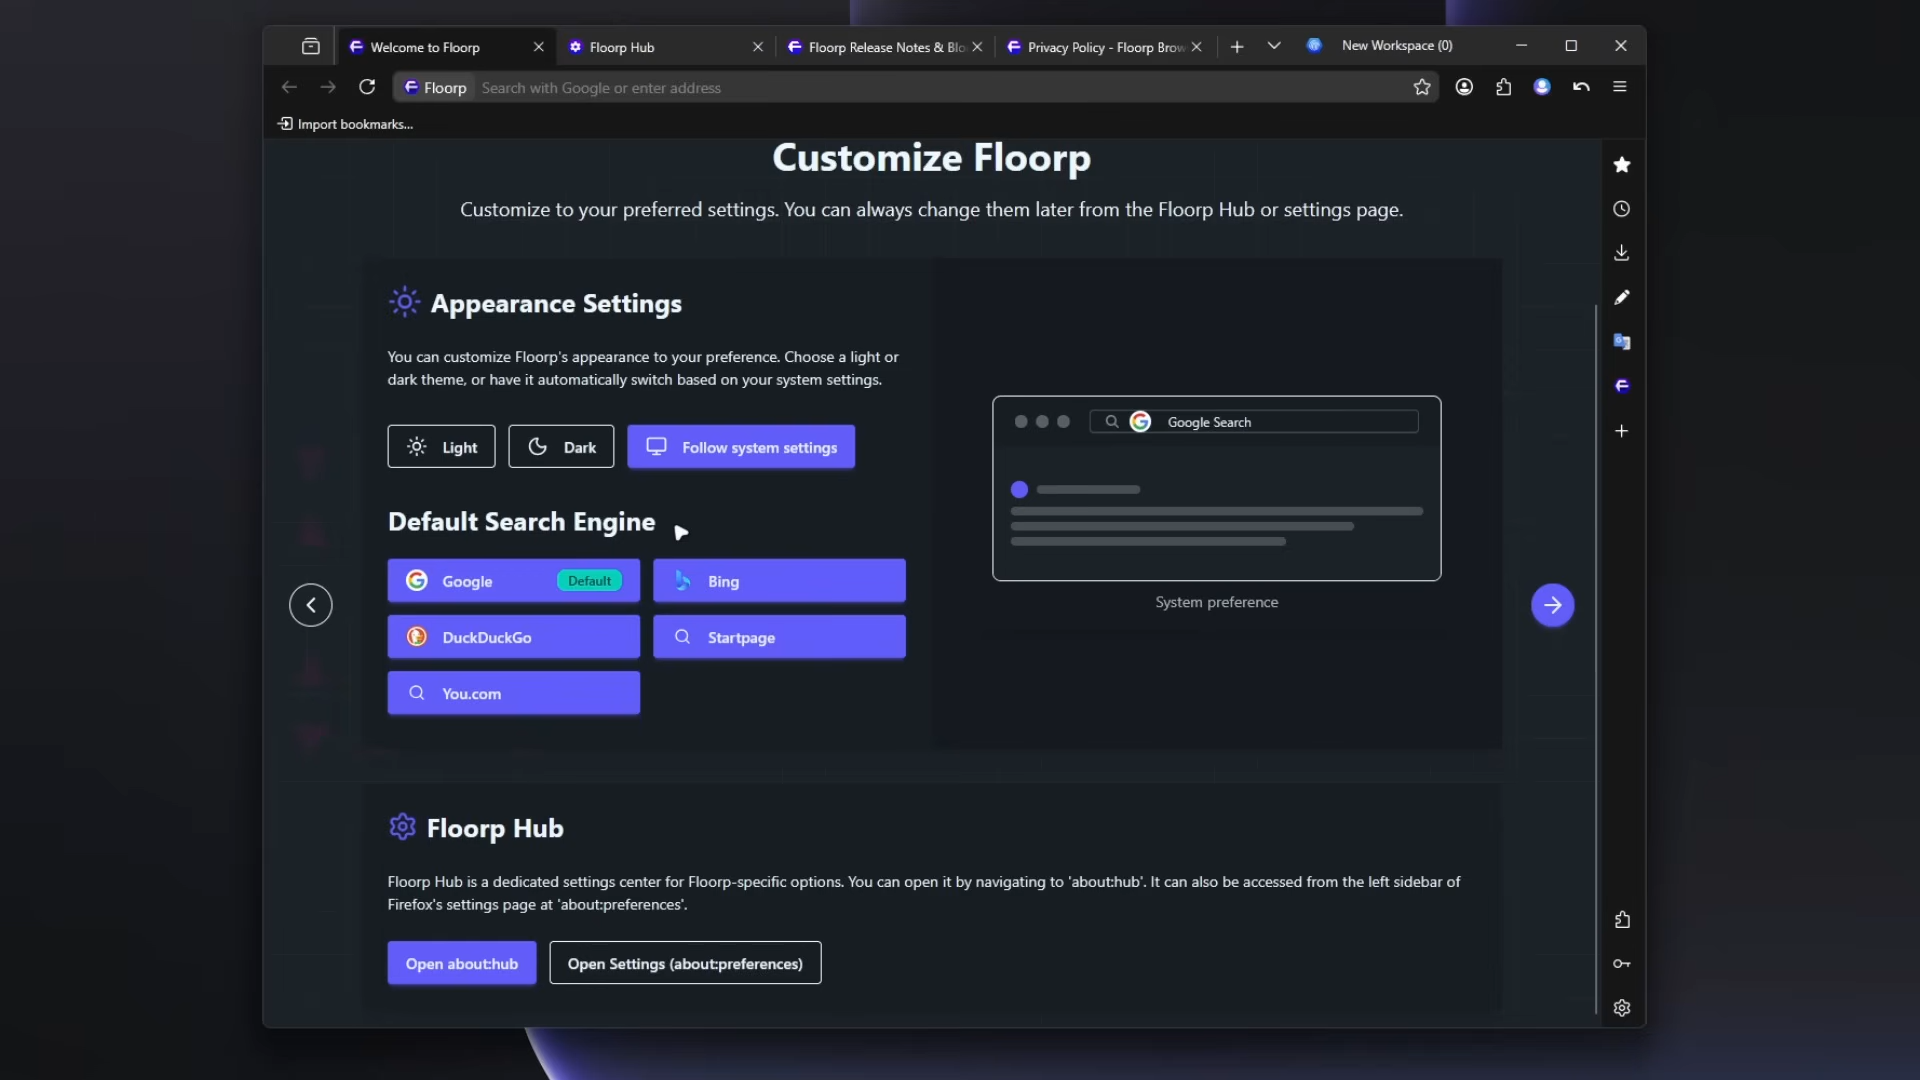 Welcome to Floorp
Floorp Hub
Floorp Release Notes & Blo
Privacy Policy - Floorp Brow
New Workspace (0)
Floorp
Search with Google or enter address
Import bookmarks...
Customize Floorp
Customize to your preferred settings. You can always change them later from the Floorp Hub or settings page.
Appearance Settings
You can customize Floorp's appearance to your preference. Choose a light or
dark theme, or have it automatically switch based on your system settings.
Light
Dark
Follow system settings
Google Search
System preference
Default Search Engine
Google
Default
Bing
DuckDuckGo
Startpage
You.com
Floorp Hub
Floorp Hub is a dedicated settings center for Floorp-specific options. You can open it by navigating to 'about:hub'. It can also be accessed from the left sidebar of
Firefox's settings page at 'about:preferences'.
Open about:hub
Open Settings (about:preferences)